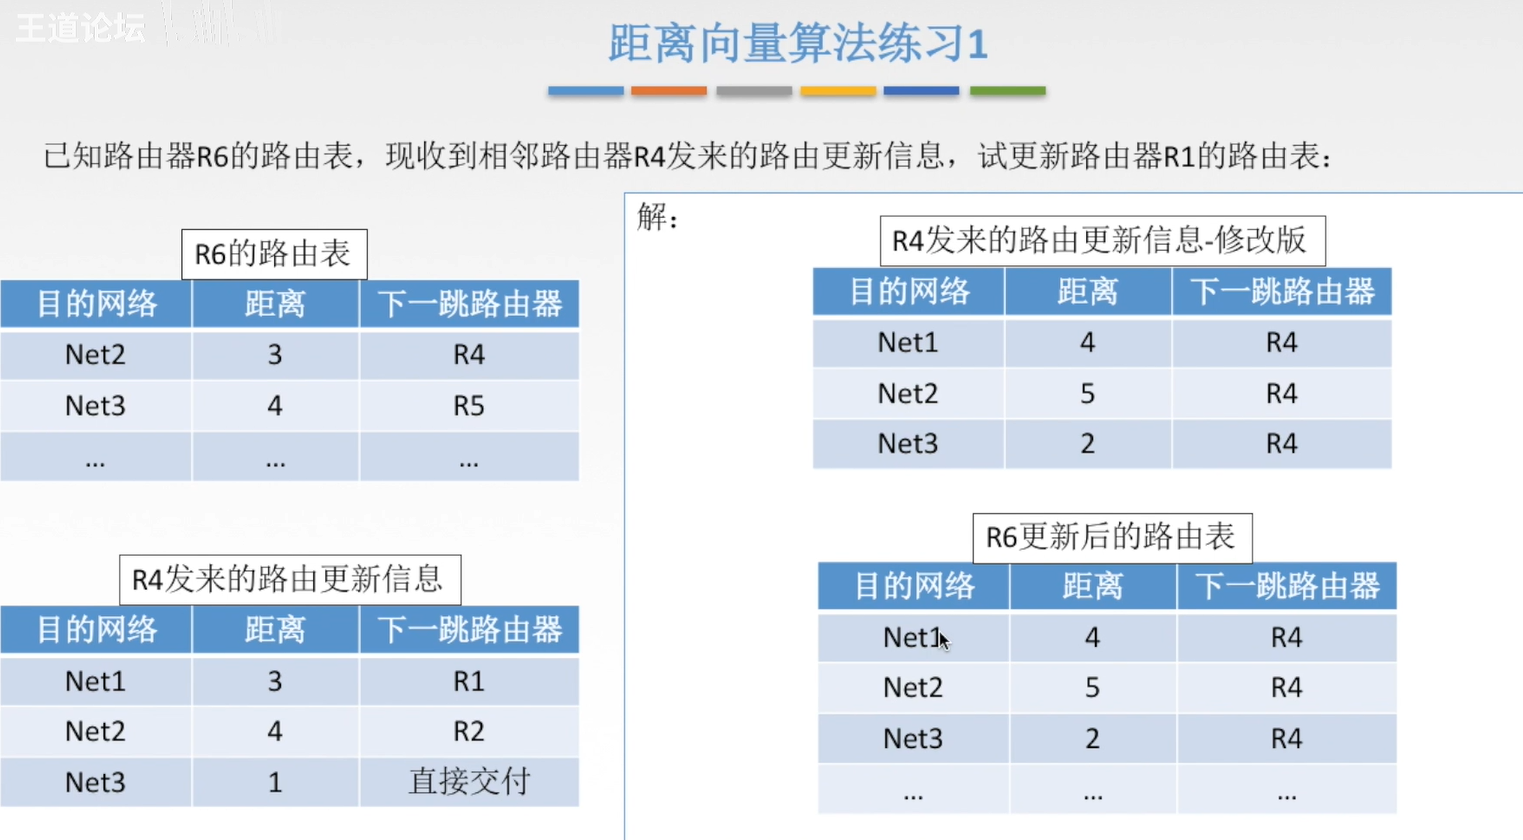 王道论坛
距离向量算法练习1
已知路由器R6的路由表，现收到相邻路由器R4发来的路由更新信息，试更新路由器R1的路由表：
R6的路由表
目的网络 距离 下一跳路由器
Net2 3 R4
Net3 4 R5
... ... ...
R4发来的路由更新信息
目的网络 距离 下一跳路由器
Net1 3 R1
Net2 4 R2
Net3 1 直接交付
解：
R4发来的路由更新信息-修改版
目的网络 距离 下一跳路由器
Net1 4 R4
Net2 5 R4
Net3 2 R4
R6更新后的路由表
目的网络 距离 下一跳路由器
Net1 4 R4
Net2 5 R4
Net3 2 R4
... ... ...